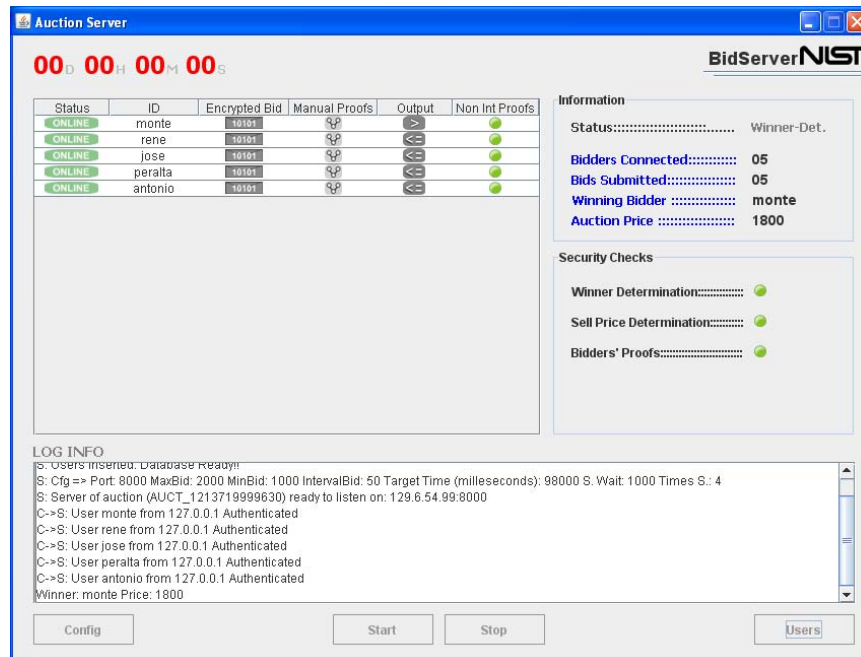 Auction Server
00 D 00 H 00 M 00 S
BidServer NIST
Status ID Encrypted Bid Manual Proofs Output Non Int Proofs
ONLINE monte 10101 >
ONLINE rene 10101 <=
ONLINE jose 10101 <=
ONLINE peralta 10101 <=
ONLINE antonio 10101 <=
Information
Status:::::::::::::::::::::::....... Winner-Det.
Bidders Connected:::::::::::: 05
Bids Submitted::::::::::::::::: 05
Winning Bidder :::::::::::::::: monte
Auction Price ::::::::::::::::::: 1800
Security Checks
Winner Determination:::::::::::::::
Sell Price Determination:::::::::::
Bidders' Proofs:::::::::::::::::::::::::::
LOG INFO
S: Users inserted. Database Ready!!
S: Cfg => Port: 8000 MaxBid: 2000 MinBid: 1000 IntervalBid: 50 Target Time (milleseconds): 98000 S. Wait: 1000 Times S.: 4
S: Server of auction (AUCT_1213719999630) ready to listen on: 129.6.54.99:8000
C->S: User monte from 127.0.0.1 Authenticated
C->S: User rene from 127.0.0.1 Authenticated
C->S: User jose from 127.0.0.1 Authenticated
C->S: User peralta from 127.0.0.1 Authenticated
C->S: User antonio from 127.0.0.1 Authenticated
Winner: monte Price: 1800
Config Start Stop Users